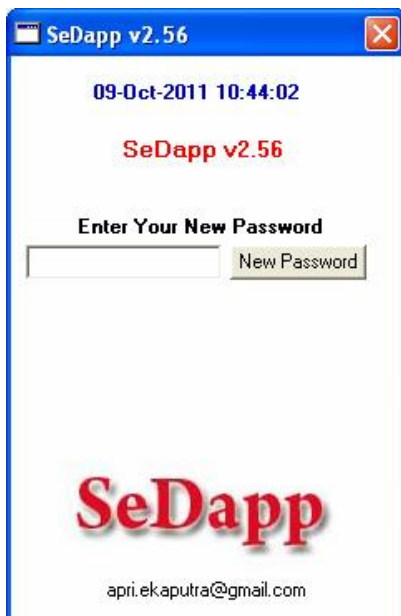 SeDapp v2.56
09-Oct-2011 10:44:02
SeDapp v2.56
Enter Your New Password
New Password
SeDapp
apri.ekaputra@gmail.com